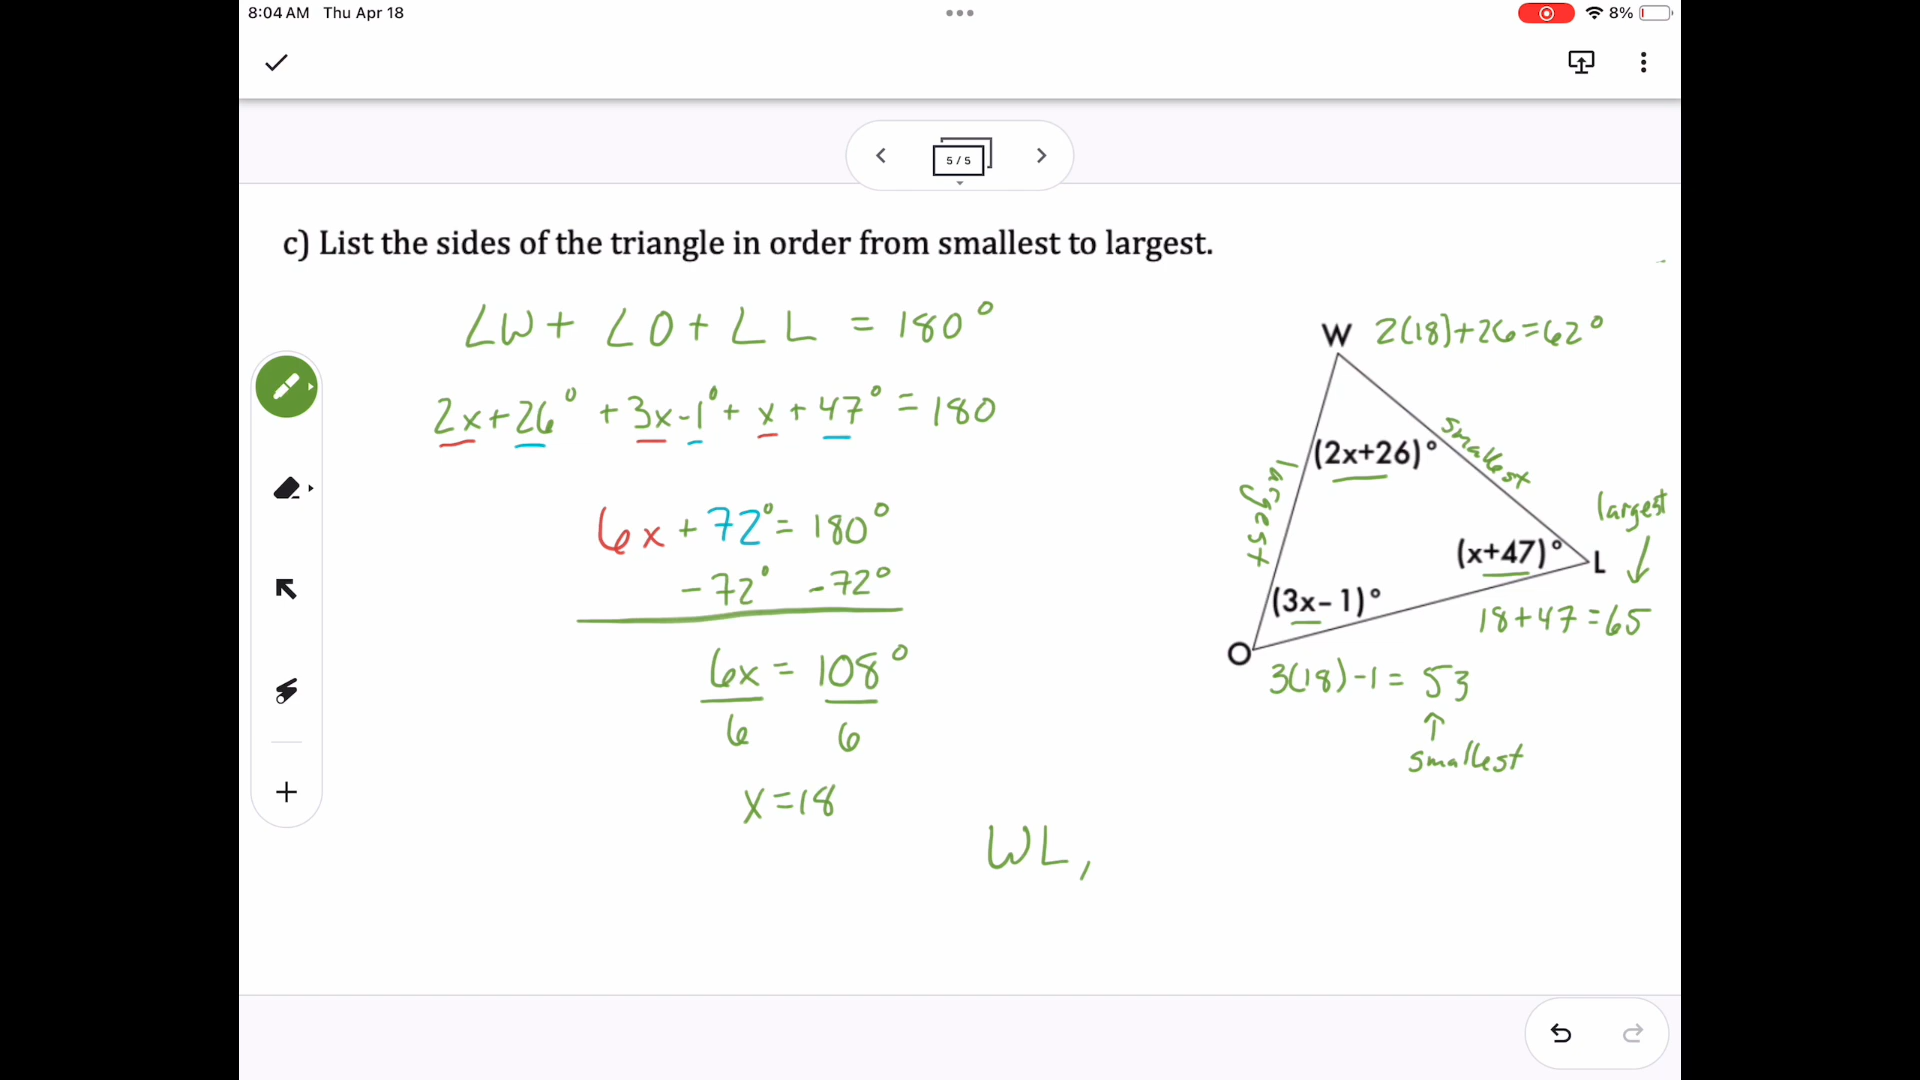 8:04 AM Thu Apr 18
8%
5 / 5
c) List the sides of the triangle in order from smallest to largest.
∠W + ∠O + ∠L = 180°
2x+26° + 3x-1° + x + 47° = 180
6x + 72° = 180°
-72° -72°
6x = 108°
6 6
x = 18
WL,
W 2(18)+26=62°
smallest
(2x+26)°
largest
largest
(x+47)° L
(3x-1)°
18+47=65
O
3(18)-1= 53
↑
smallest